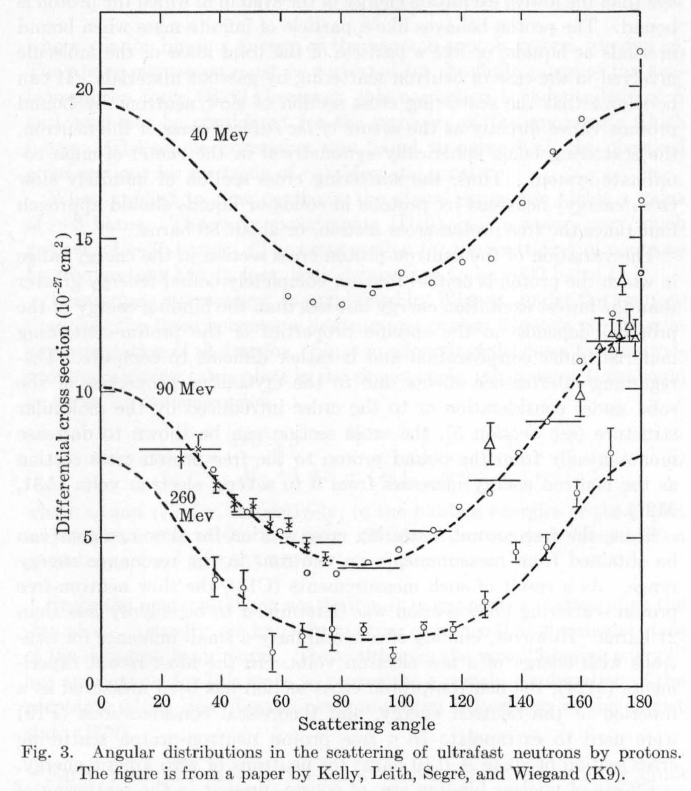 20
40 Mev
15
Differential cross section (10⁻²⁷ cm²)
10
90 Mev
260
Mev
5
0
0 20 40 60 80 100 120 140 160 180
Scattering angle
Fig. 3. Angular distributions in the scattering of ultrafast neutrons by protons.
The figure is from a paper by Kelly, Leith, Segrè, and Wiegand (K9).